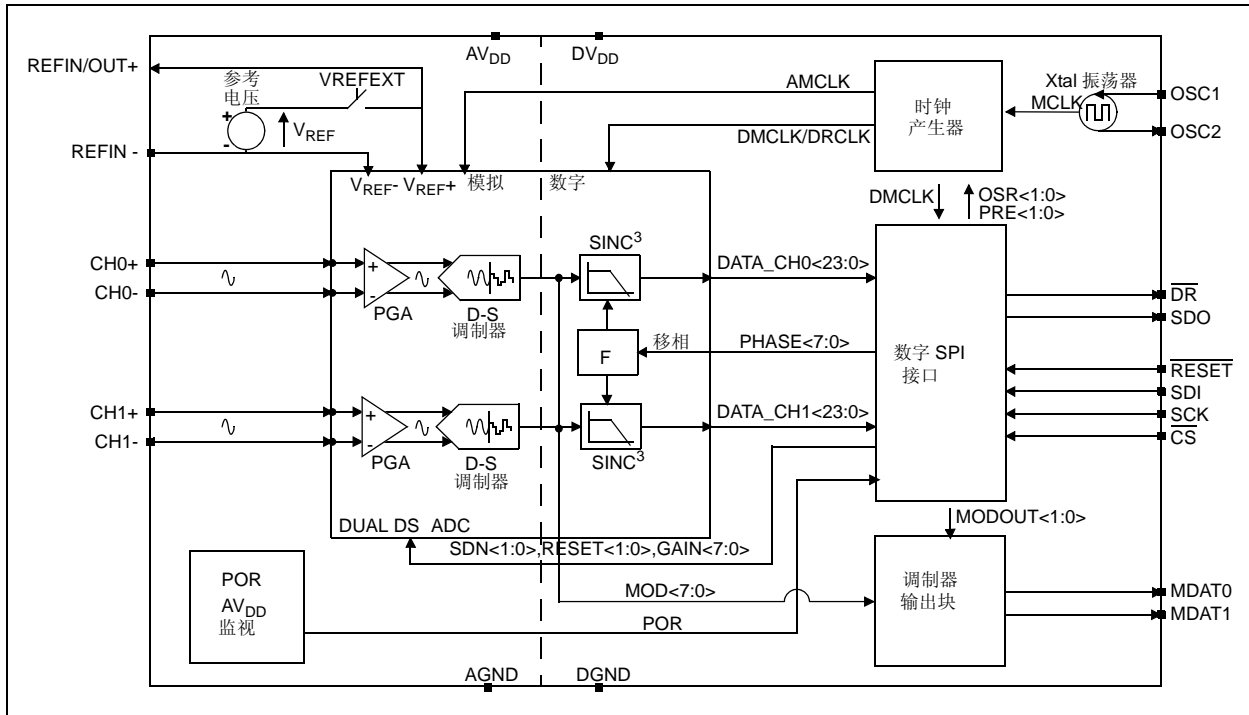 AVDD
DVDD
REFIN/OUT+
参考
电压
VREFEXT
AMCLK
Xtal 振荡器
OSC1
+
MCLK
时钟
产生器
VREF
-
DMCLK/DRCLK
OSC2
REFIN -
VREF- VREF+ 模拟
数字
DMCLK
OSR<1:0>
PRE<1:0>
SINC3
CH0+
+
DATA_CH0<23:0>
CH0-
-
DR
PGA
D-S
调制器
SDO
移相
PHASE<7:0>
F
数字 SPI
接口
RESET
SDI
CH1+
+
DATA_CH1<23:0>
SCK
CH1-
-
CS
PGA
D-S
调制器
SINC3
MODOUT<1:0>
DUAL DS ADC
SDN<1:0>,RESET<1:0>,GAIN<7:0>
POR
AVDD
监视
MOD<7:0>
调制器
输出块
MDAT0
MDAT1
POR
AGND
DGND